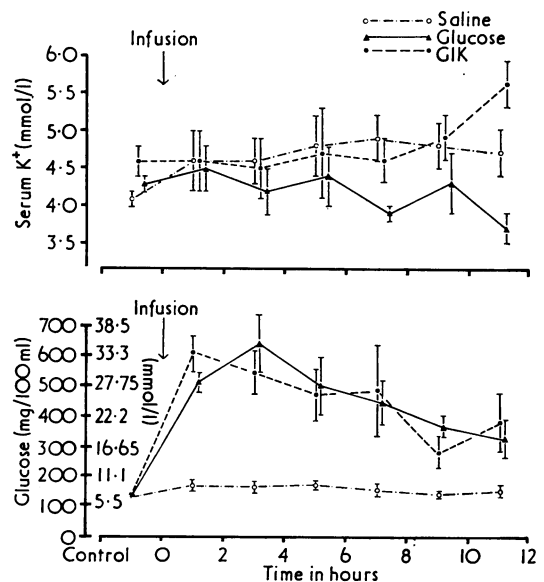 Saline
Glucose
GIK
Infusion
Serum K+ (mmol/l)
6·0
5·5
5·0
4·5
4·0
3·5
Infusion
Glucose (mg/100ml)
(mmol/l)
700 38·5
600 33·3
500 27·75
400 22·2
300 16·65
200 11·1
100 5·5
0
Control 0 2 4 6 8 10 12
Time in hours